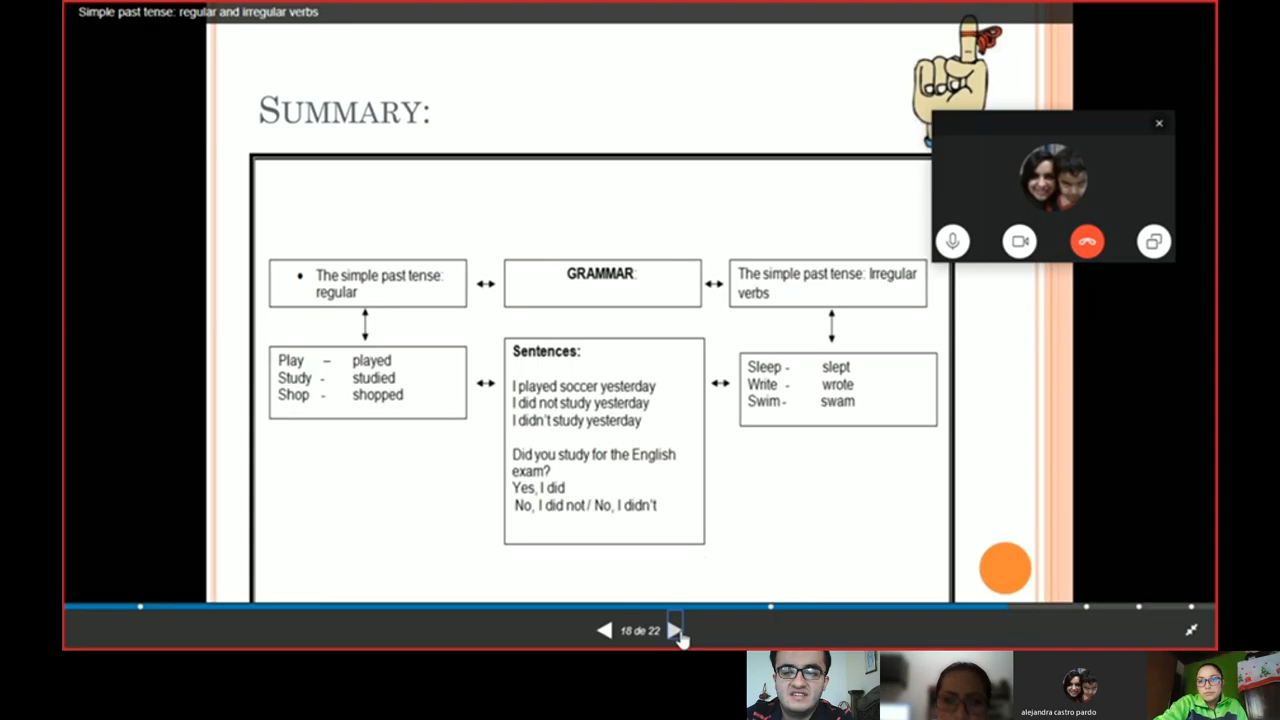 Simple past tense: regular and irregular verbs
SUMMARY:
• The simple past tense:
regular
GRAMMAR:
The simple past tense: Irregular
verbs
Play – played
Study - studied
Shop - shopped
Sentences:
I played soccer yesterday
I did not study yesterday
I didn't study yesterday
Did you study for the English
exam?
Yes, I did
No, I did not / No, I didn't
Sleep - slept
Write - wrote
Swim - swam
18 de 22
alejandra castro pardo